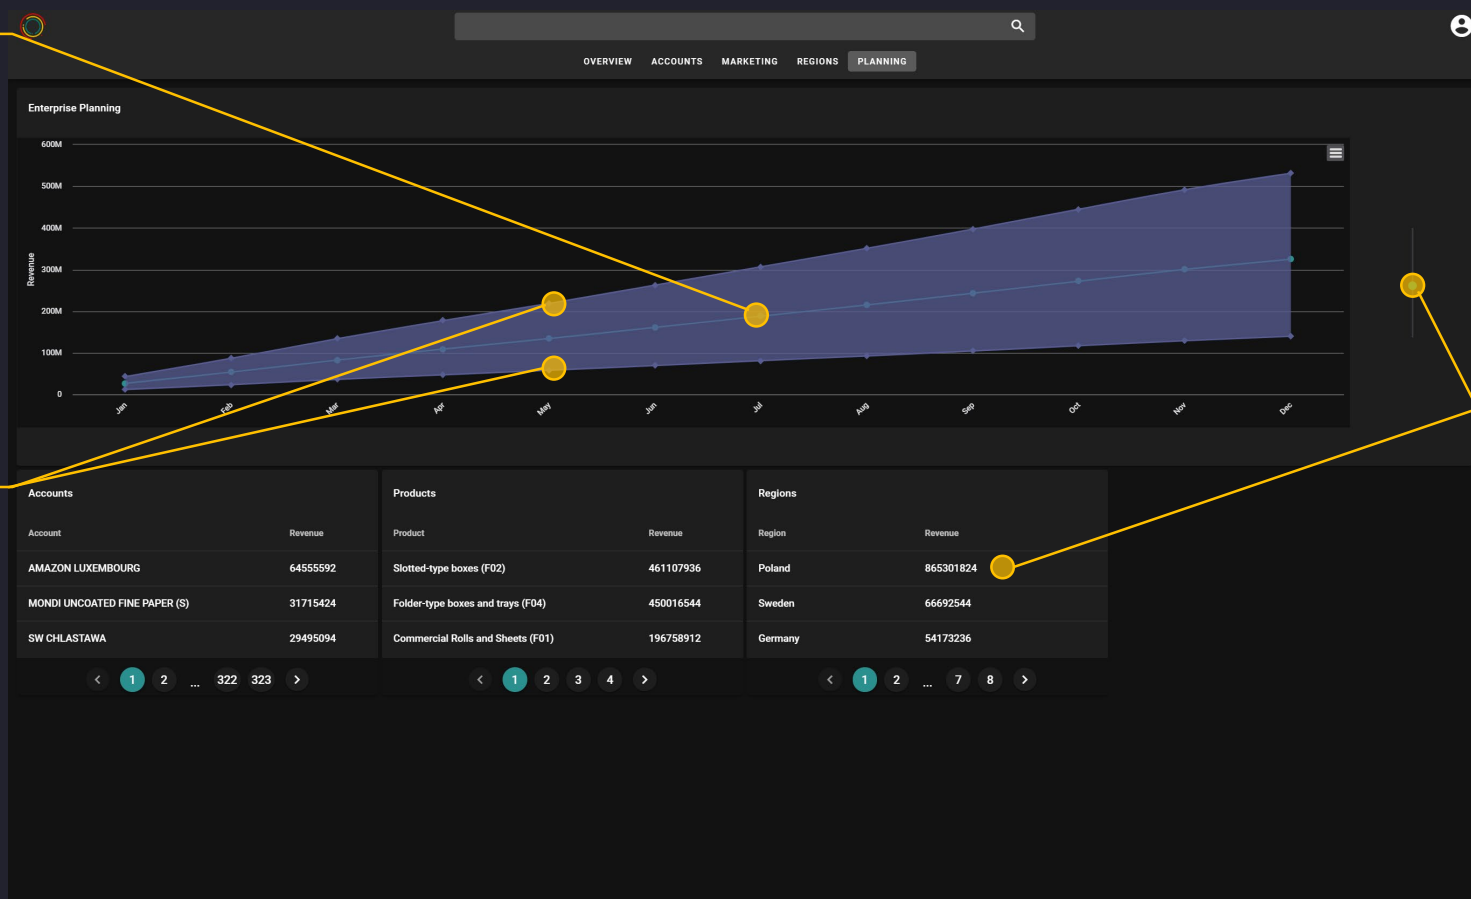 OVERVIEW ACCOUNTS MARKETING REGIONS PLANNING
Enterprise Planning
600M
500M
400M
300M
200M
100M
0
Revenue
Jan Feb Mar Apr May Jun Jul Aug Sep Oct Nov Dec
Accounts
Account Revenue
AMAZON LUXEMBOURG 64555592
MONDI UNCOATED FINE PAPER (S) 31715424
SW CHLASTAWA 29495094
< 1 2 ... 322 323 >
Products
Product Revenue
Slotted-type boxes (F02) 461107936
Folder-type boxes and trays (F04) 450016544
Commercial Rolls and Sheets (F01) 196758912
< 1 2 3 4 >
Regions
Region Revenue
Poland 865301824
Sweden 66692544
Germany 54173236
< 1 2 ... 7 8 >